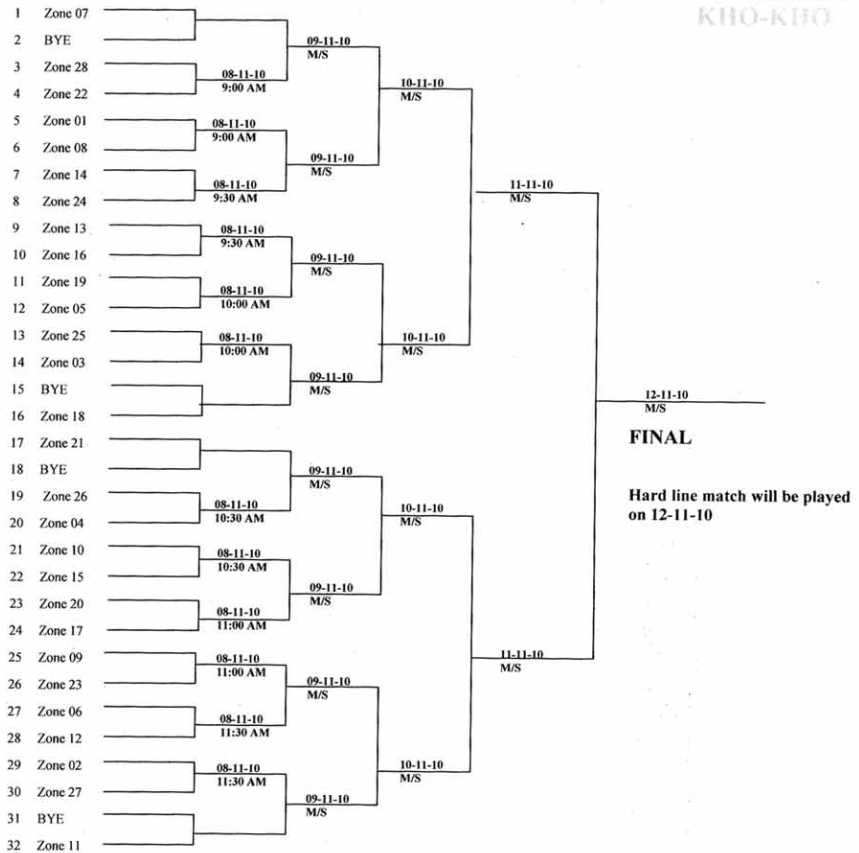 KHO-KHO
1 Zone 07
2 BYE
3 Zone 28
4 Zone 22
5 Zone 01
6 Zone 08
7 Zone 14
8 Zone 24
9 Zone 13
10 Zone 16
11 Zone 19
12 Zone 05
13 Zone 25
14 Zone 03
15 BYE
16 Zone 18
17 Zone 21
18 BYE
19 Zone 26
20 Zone 04
21 Zone 10
22 Zone 15
23 Zone 20
24 Zone 17
25 Zone 09
26 Zone 23
27 Zone 06
28 Zone 12
29 Zone 02
30 Zone 27
31 BYE
32 Zone 11
08-11-10
9:00 AM
08-11-10
9:00 AM
08-11-10
9:30 AM
08-11-10
9:30 AM
08-11-10
10:00 AM
08-11-10
10:00 AM
08-11-10
10:30 AM
08-11-10
10:30 AM
08-11-10
11:00 AM
08-11-10
11:00 AM
08-11-10
11:30 AM
08-11-10
11:30 AM
09-11-10
M/S
09-11-10
M/S
09-11-10
M/S
09-11-10
M/S
09-11-10
M/S
09-11-10
M/S
09-11-10
M/S
09-11-10
M/S
10-11-10
M/S
10-11-10
M/S
10-11-10
M/S
10-11-10
M/S
11-11-10
M/S
11-11-10
M/S
12-11-10
M/S
FINAL
Hard line match will be played
on 12-11-10